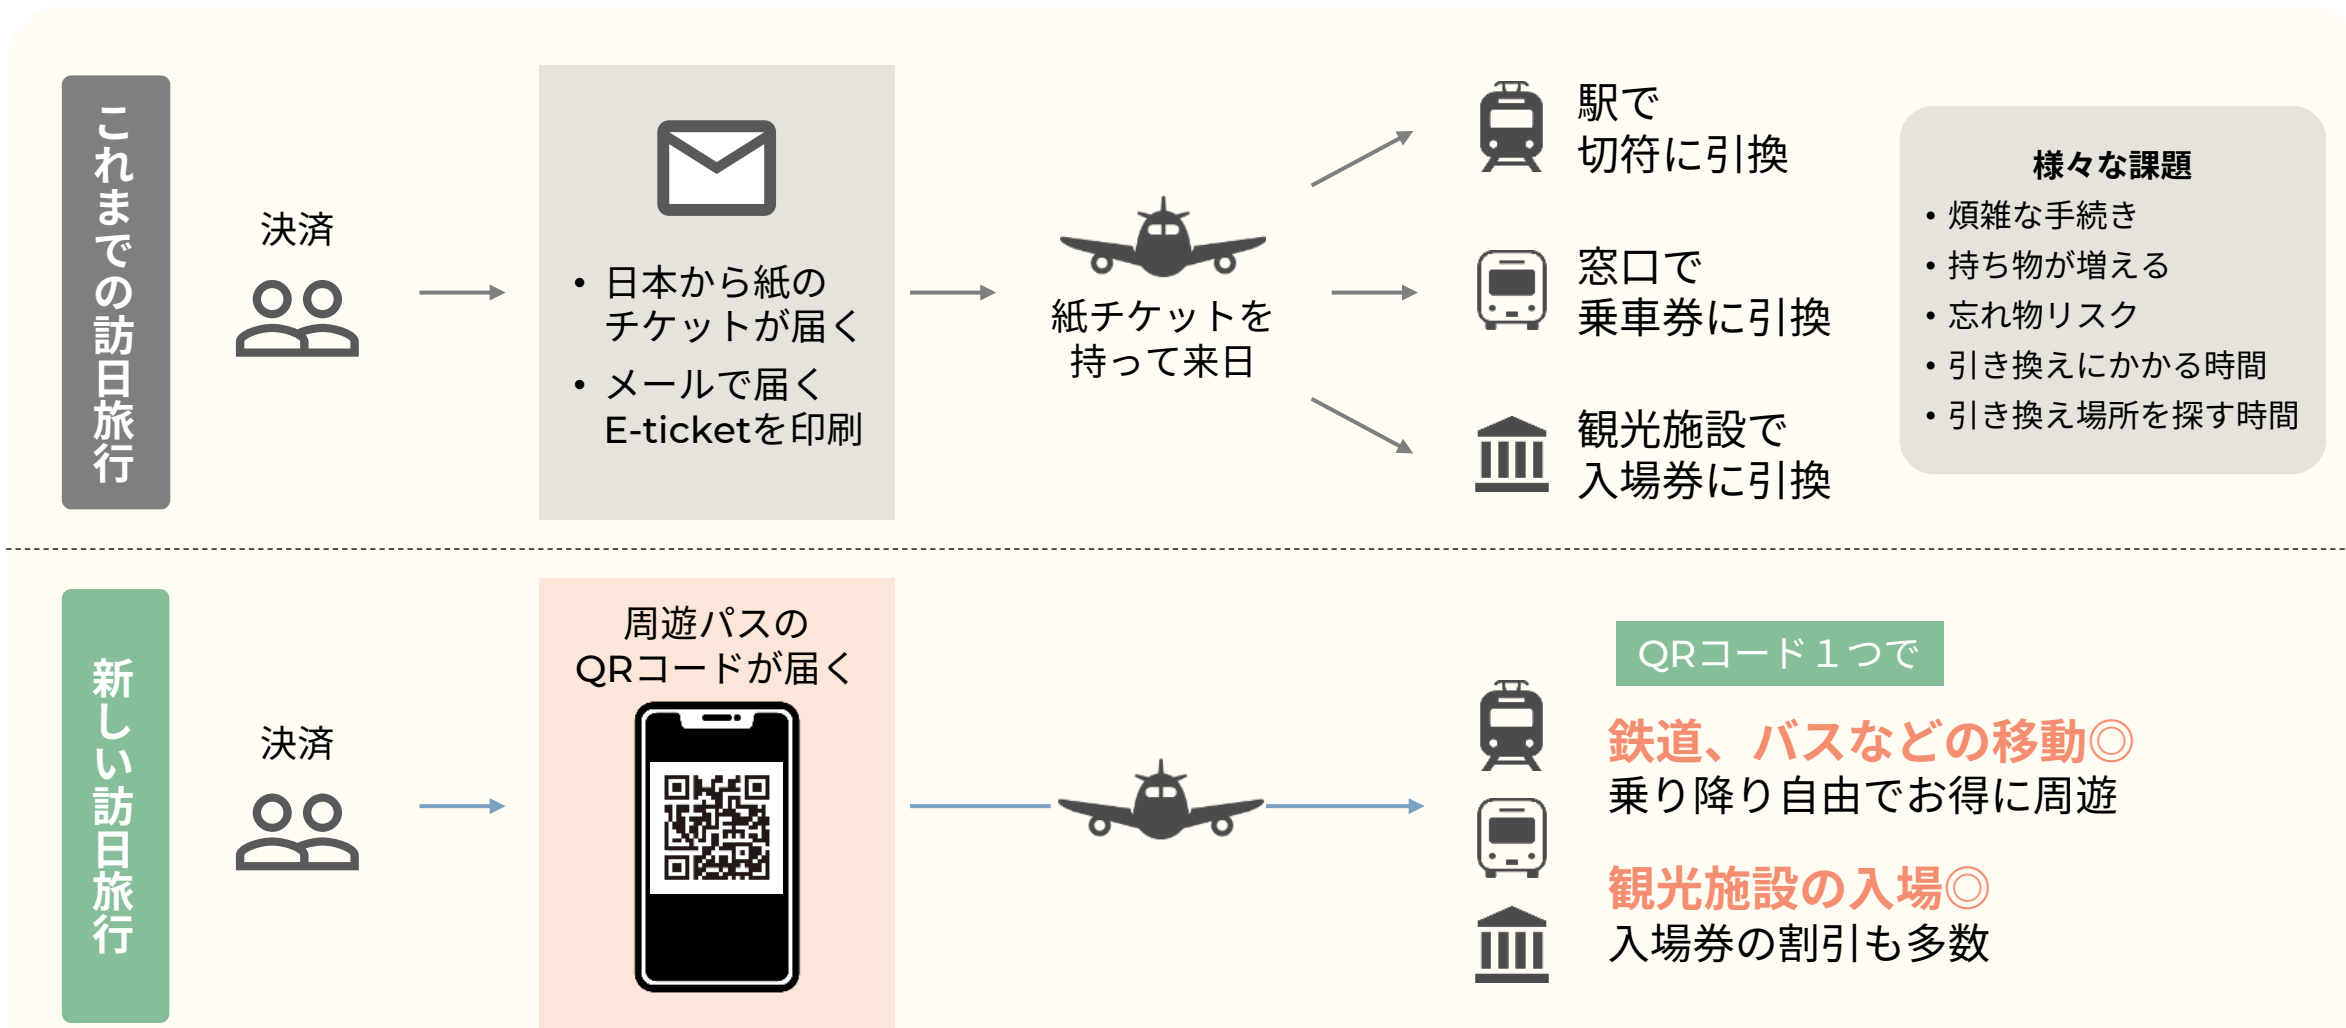 これまでの訪日旅行
決済
・日本から紙の
チケットが届く
・メールで届く
E-ticketを印刷
紙チケットを
持って来日
駅で
切符に引換
窓口で
乗車券に引換
観光施設で
入場券に引換
様々な課題
・煩雑な手続き
・持ち物が増える
・忘れ物リスク
・引き換えにかかる時間
・引き換え場所を探す時間
新しい訪日旅行
決済
周遊パスの
QRコードが届く
QRコード１つで
鉄道、バスなどの移動◎
乗り降り自由でお得に周遊
観光施設の入場◎
入場券の割引も多数